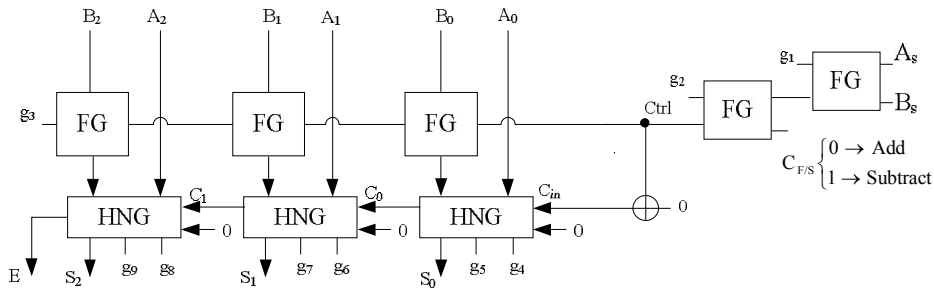 B₂ A₂ B₁ A₁ B₀ A₀
g₁ Aₛ
g₂ FG
g₃ FG FG FG Ctrl FG Bₛ
C_F/S { 0 → Add
1 → Subtract
C₁ C₀ C_in
HNG HNG HNG 0
0 0 0
E S₂ g₉ g₈ S₁ g₇ g₆ S₀ g₅ g₄